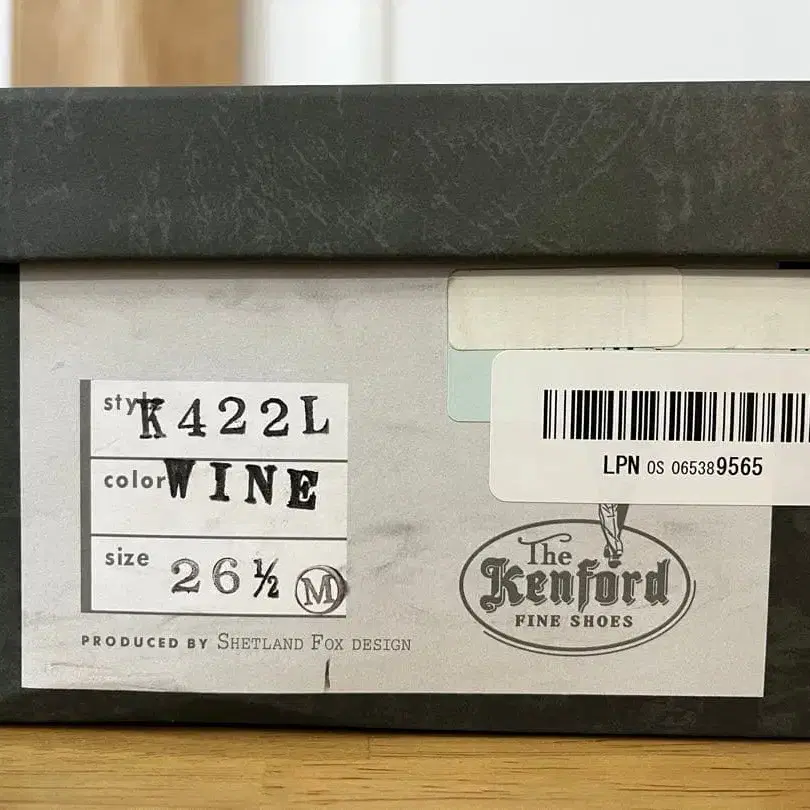 style K422L
color WINE
size 26½ M
PRODUCED BY SHETLAND FOX DESIGN
LPN OS 065389565
The
Kenford
FINE SHOES